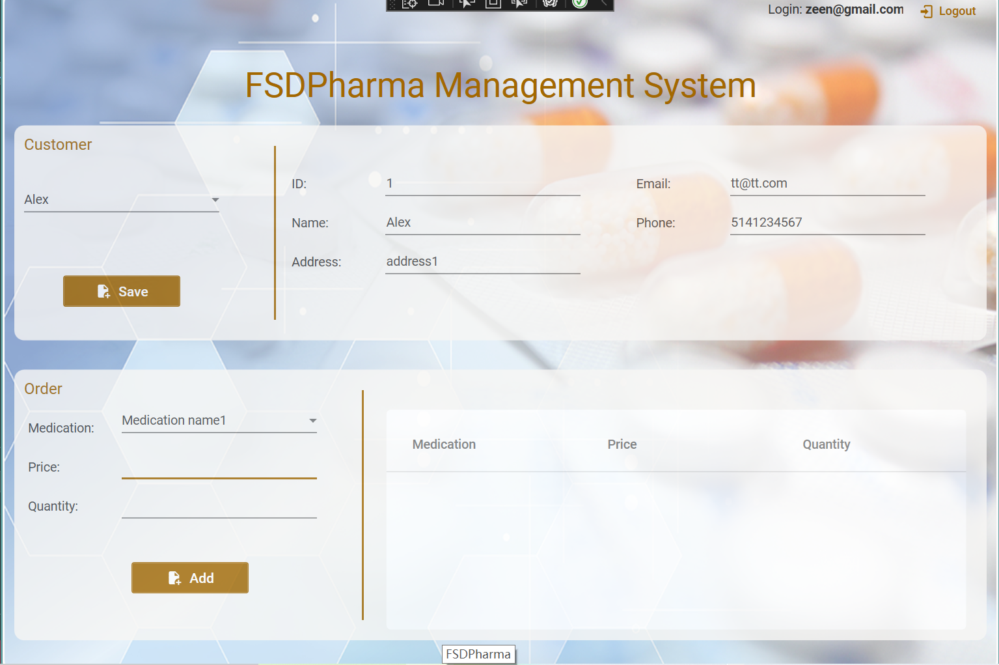 Login: zeen@gmail.com Logout
FSDPharma Management System
Customer
Alex
Save
ID: 1
Name: Alex
Address: address1
Email: tt@tt.com
Phone: 5141234567
Order
Medication: Medication name1
Price:
Quantity:
Add
Medication Price Quantity
FSDPharma